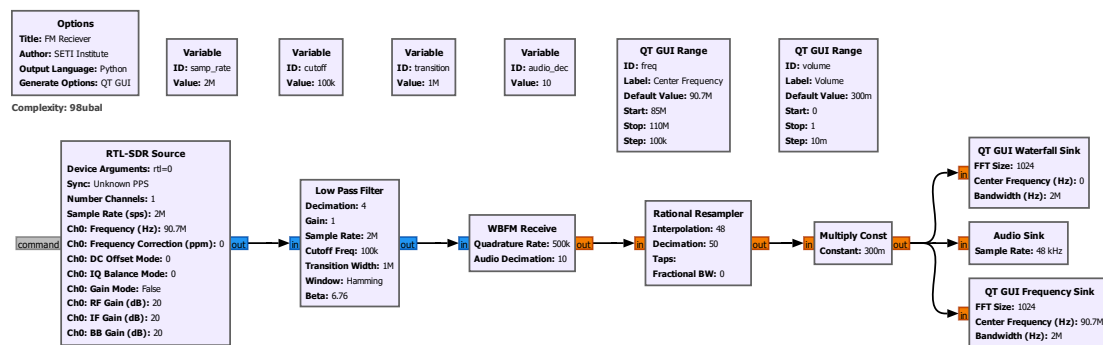 Options
Title: FM Reciever
Author: SETI Institute
Output Language: Python
Generate Options: QT GUI
Complexity: 98ubal
Variable
ID: samp_rate
Value: 2M
Variable
ID: cutoff
Value: 100k
Variable
ID: transition
Value: 1M
Variable
ID: audio_dec
Value: 10
QT GUI Range
ID: freq
Label: Center Frequency
Default Value: 90.7M
Start: 85M
Stop: 110M
Step: 100k
QT GUI Range
ID: volume
Label: Volume
Default Value: 300m
Start: 0
Stop: 1
Step: 10m
command
RTL-SDR Source
Device Arguments: rtl=0
Sync: Unknown PPS
Number Channels: 1
Sample Rate (sps): 2M
Ch0: Frequency (Hz): 90.7M
Ch0: Frequency Correction (ppm): 0
Ch0: DC Offset Mode: 0
Ch0: IQ Balance Mode: 0
Ch0: Gain Mode: False
Ch0: RF Gain (dB): 20
Ch0: IF Gain (dB): 20
Ch0: BB Gain (dB): 20
out
in
Low Pass Filter
Decimation: 4
Gain: 1
Sample Rate: 2M
Cutoff Freq: 100k
Transition Width: 1M
Window: Hamming
Beta: 6.76
out
in
WBFM Receive
Quadrature Rate: 500k
Audio Decimation: 10
out
in
Rational Resampler
Interpolation: 48
Decimation: 50
Taps:
Fractional BW: 0
out
in
Multiply Const
Constant: 300m
out
in
QT GUI Waterfall Sink
FFT Size: 1024
Center Frequency (Hz): 0
Bandwidth (Hz): 2M
in
Audio Sink
Sample Rate: 48 kHz
in
QT GUI Frequency Sink
FFT Size: 1024
Center Frequency (Hz): 90.7M
Bandwidth (Hz): 2M